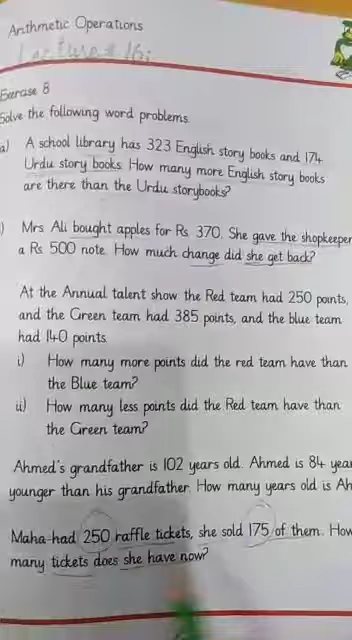 Arithmetic Operations
Lecture # 16:
Exercise 8
Solve the following word problems.
a) A school library has 323 English story books and 174
Urdu story books. How many more English story books
are there than the Urdu storybooks?
) Mrs Ali bought apples for Rs. 370. She gave the shopkeeper
a Rs 500 note. How much change did she get back?
At the Annual talent show the Red team had 250 points,
and the Green team had 385 points, and the blue team
had 140 points.
i) How many more points did the red team have than
the Blue team?
ii) How many less points did the Red team have than
the Green team?
Ahmed's grandfather is 102 years old. Ahmed is 84 yea
younger than his grandfather. How many years old is Ah
Maha had 250 raffle tickets, she sold 175 of them. How
many tickets does she have now?